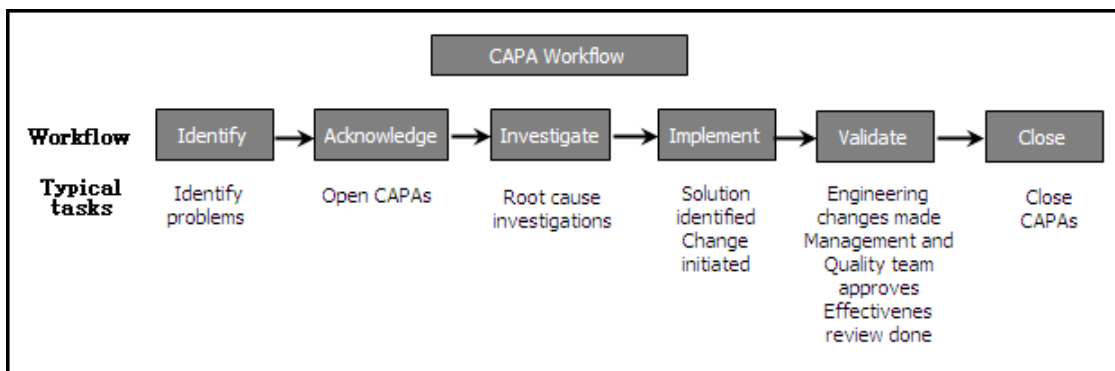 CAPA Workflow
Workflow
Identify
Acknowledge
Investigate
Implement
Validate
Close
Typical
tasks
Identify
problems
Open CAPAs
Root cause
investigations
Solution
identified
Change
initiated
Engineering
changes made
Management and
Quality team
approves
Effectivenes
review done
Close
CAPAs